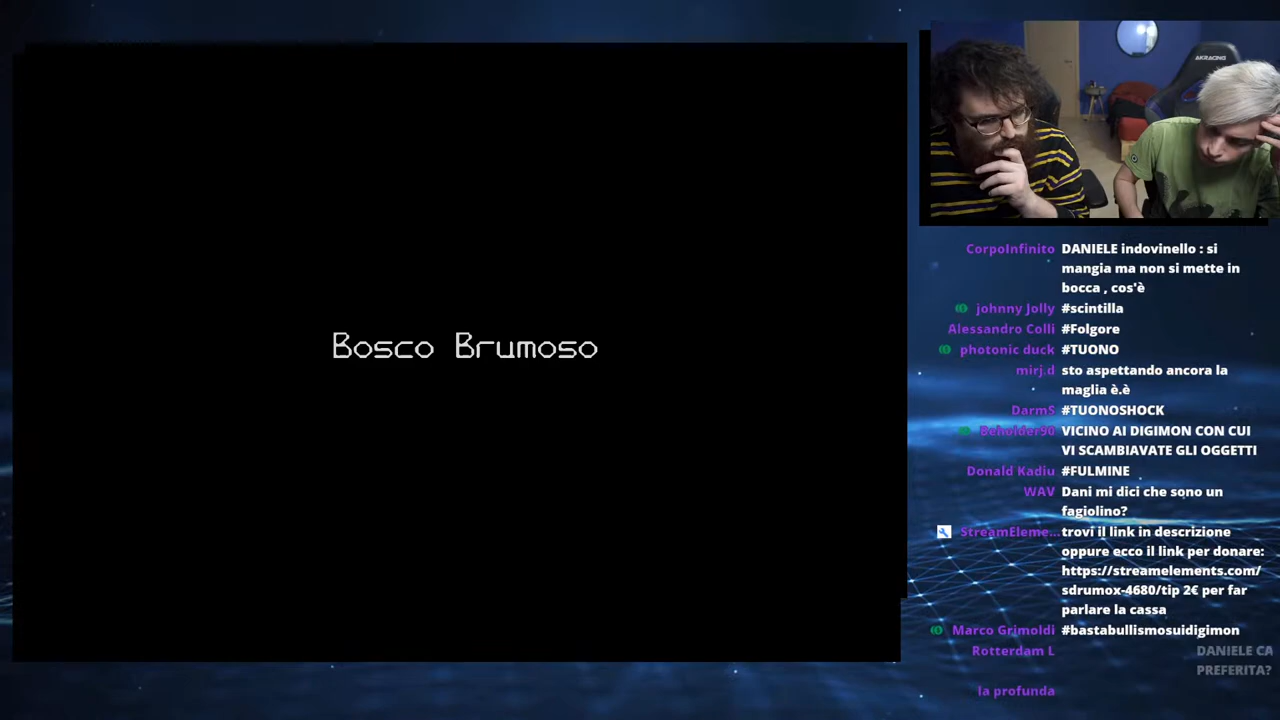 Bosco Brumoso
AKRACING
CorpoInfinito DANIELE indovinello : si
mangia ma non si mette in
bocca , cos'è
johnny Jolly #scintilla
Alessandro Colli #Folgore
photonic duck #TUONO
mirj.d sto aspettando ancora la
maglia è.è
DarmS #TUONOSHOCK
Beholder90 VICINO AI DIGIMON CON CUI
VI SCAMBIAVATE GLI OGGETTI
Donald Kadiu #FULMINE
WAV Dani mi dici che sono un
fagiolino?
StreamEleme... trovi il link in descrizione
oppure ecco il link per donare:
https://streamelements.com/
sdrumox-4680/tip 2€ per far
parlare la cassa
Marco Grimoldi #bastabullismosuidigimon
Rotterdam L DANIELE CA
PREFERITA?
la profunda